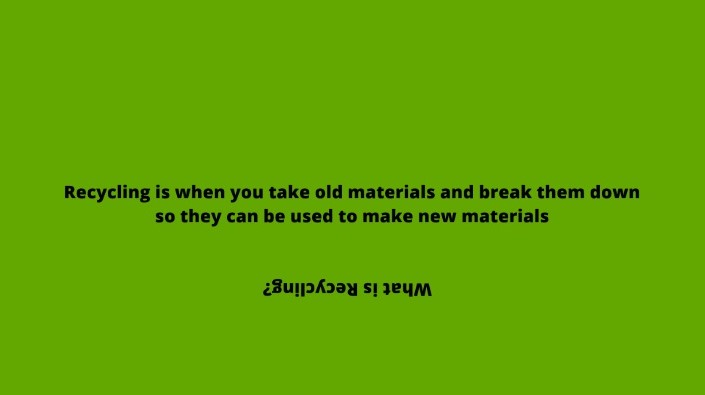 Recycling is when you take old materials and break them down
so they can be used to make new materials
What is Recycling?